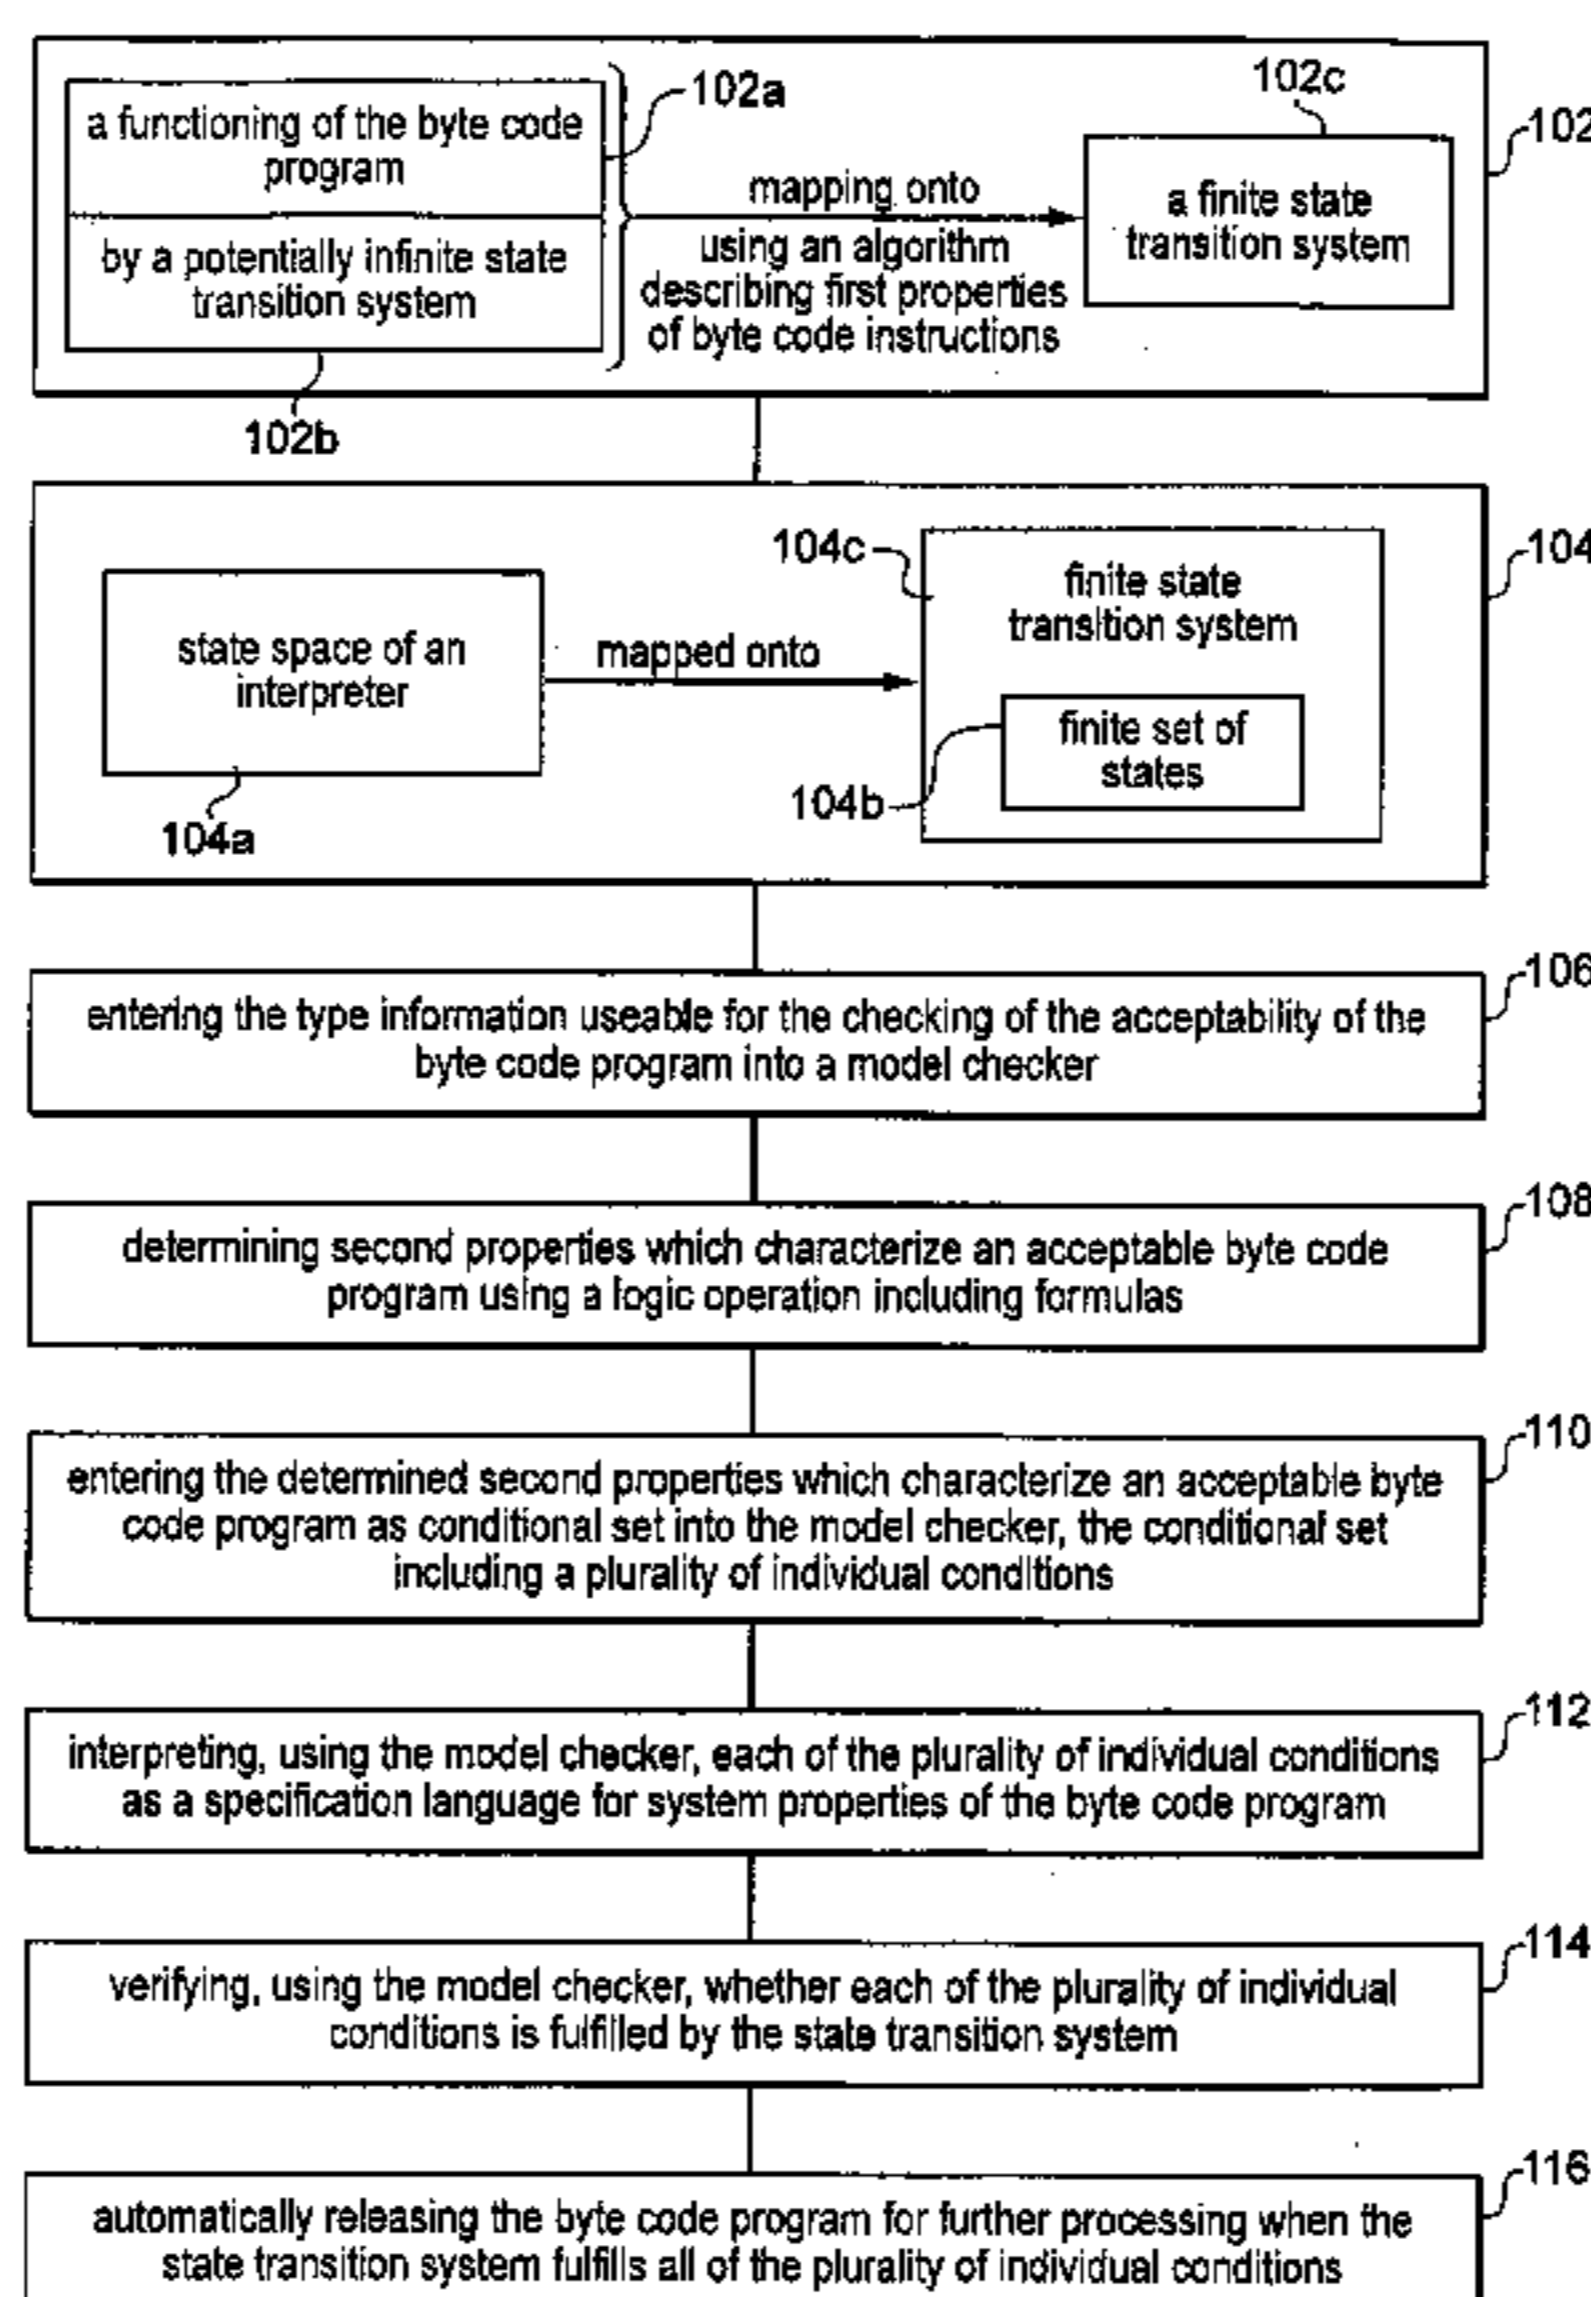 102c
102a
102
a functioning of the byte code
program
by a potentially infinite state
transition system
mapping onto
using an algorithm
describing first properties
of byte code instructions
a finite state
transition system
102b
104c
104
state space of an
interpreter
mapped onto
finite state
transition system
finite set of
states
104b
104a
106
entering the type information useable for the checking of the acceptability of the
byte code program into a model checker
108
determining second properties which characterize an acceptable byte code
program using a logic operation including formulas
110
entering the determined second properties which characterize an acceptable byte
code program as conditional set into the model checker, the conditional set
including a plurality of individual conditions
112
interpreting, using the model checker, each of the plurality of individual conditions
as a specification language for system properties of the byte code program
114
verifying, using the model checker, whether each of the plurality of individual
conditions is fulfilled by the state transition system
116
automatically releasing the byte code program for further processing when the
state transition system fulfills all of the plurality of individual conditions